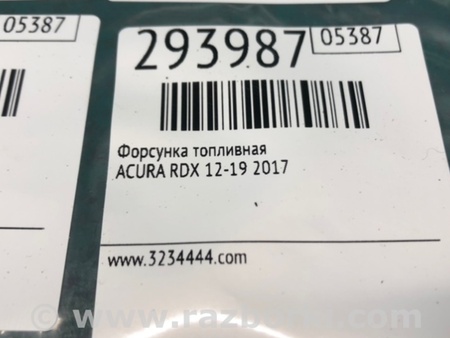 05387
293987
05387
Форсунка топливная
ACURA RDX 12-19 2017
www.3234444.com